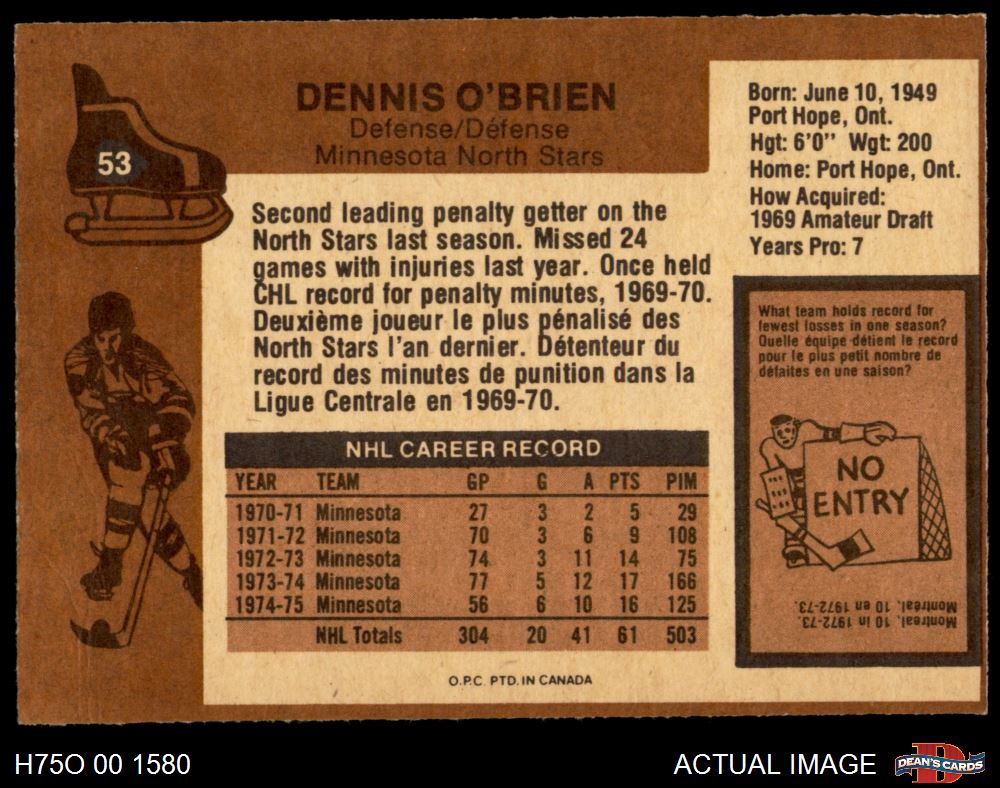 53
DENNIS O'BRIEN
Defense/Défense
Minnesota North Stars
Born: June 10, 1949
Port Hope, Ont.
Hgt: 6'0'' Wgt: 200
Home: Port Hope, Ont.
How Acquired:
1969 Amateur Draft
Years Pro: 7
Second leading penalty getter on the
North Stars last season. Missed 24
games with injuries last year. Once held
CHL record for penalty minutes, 1969-70.
Deuxième joueur le plus pénalisé des
North Stars l'an dernier. Détenteur du
record des minutes de punition dans la
Ligue Centrale en 1969-70.
NHL CAREER RECORD
YEAR TEAM GP G A PTS PIM
1970-71 Minnesota 27 3 2 5 29
1971-72 Minnesota 70 3 6 9 108
1972-73 Minnesota 74 3 11 14 75
1973-74 Minnesota 77 5 12 17 166
1974-75 Minnesota 56 6 10 16 125
NHL Totals 304 20 41 61 503
What team holds record for
fewest losses in one season?
Quelle équipe détient le record
pour le plus petit nombre de
défaites en une saison?
NO
ENTRY
Montreal, 10 in 1972-73.
Montréal, 10 en 1972-73.
O.P.C. PTD. IN CANADA
H75O 00 1580
ACTUAL IMAGE
D
DEAN'S CARDS